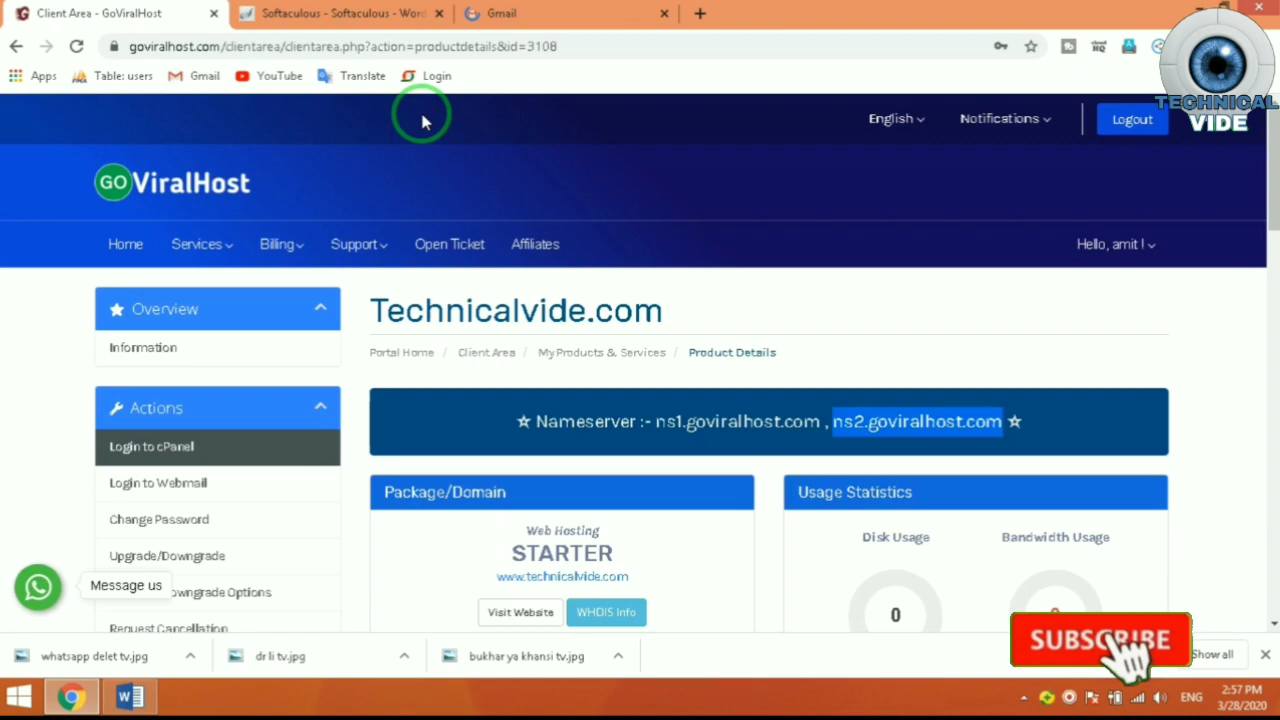 Client Area - GoViralHost
Softaculous - Softaculous - Word
Gmail
goviralhost.com/clientarea/clientarea.php?action=productdetails&id=3108
Apps
Table: users
Gmail
YouTube
Translate
Login
TECHNICAL
VIDE
English
Notifications
Logout
GO ViralHost
Home
Services
Billing
Support
Open Ticket
Affiliates
Hello, amit !
Overview
Information
Actions
Login to cPanel
Login to Webmail
Change Password
Upgrade/Downgrade
owngrade Options
Request Cancellation
Message us
Technicalvide.com
Portal Home / Client Area / My Products & Services / Product Details
☆ Nameserver :- ns1.goviralhost.com , ns2.goviralhost.com ☆
Package/Domain
Web Hosting
STARTER
www.technicalvide.com
Visit Website
WHOIS Info
Usage Statistics
Disk Usage
Bandwidth Usage
0
SUBSCRIBE
whatsapp delet tv.jpg
dr li tv.jpg
bukhar ya khansi tv.jpg
Show all
ENG
2:57 PM
3/28/2020